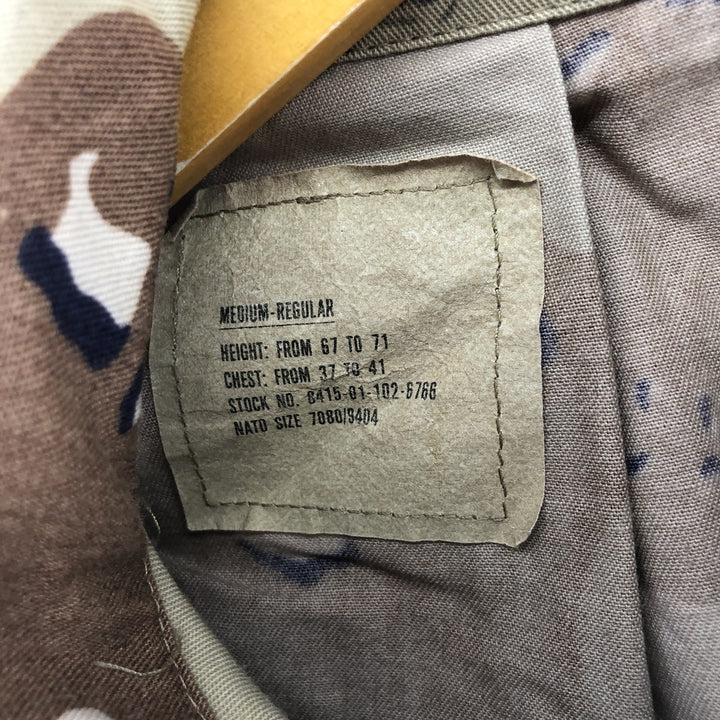 MEDIUM-REGULAR
HEIGHT: FROM 67 TO 71
CHEST: FROM 37 TO 41
STOCK NO. 8415-01-102-6766
NATO SIZE 7080/9404